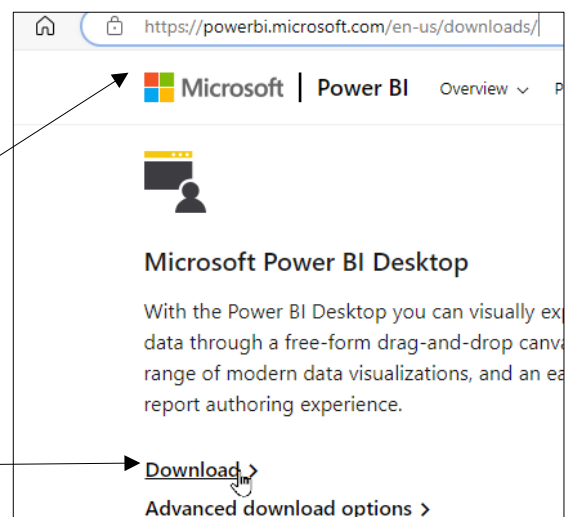 https://powerbi.microsoft.com/en-us/downloads/
Microsoft | Power BI Overview P
Microsoft Power BI Desktop
With the Power BI Desktop you can visually ex
data through a free-form drag-and-drop canv
range of modern data visualizations, and an ea
report authoring experience.
Download >
Advanced download options >